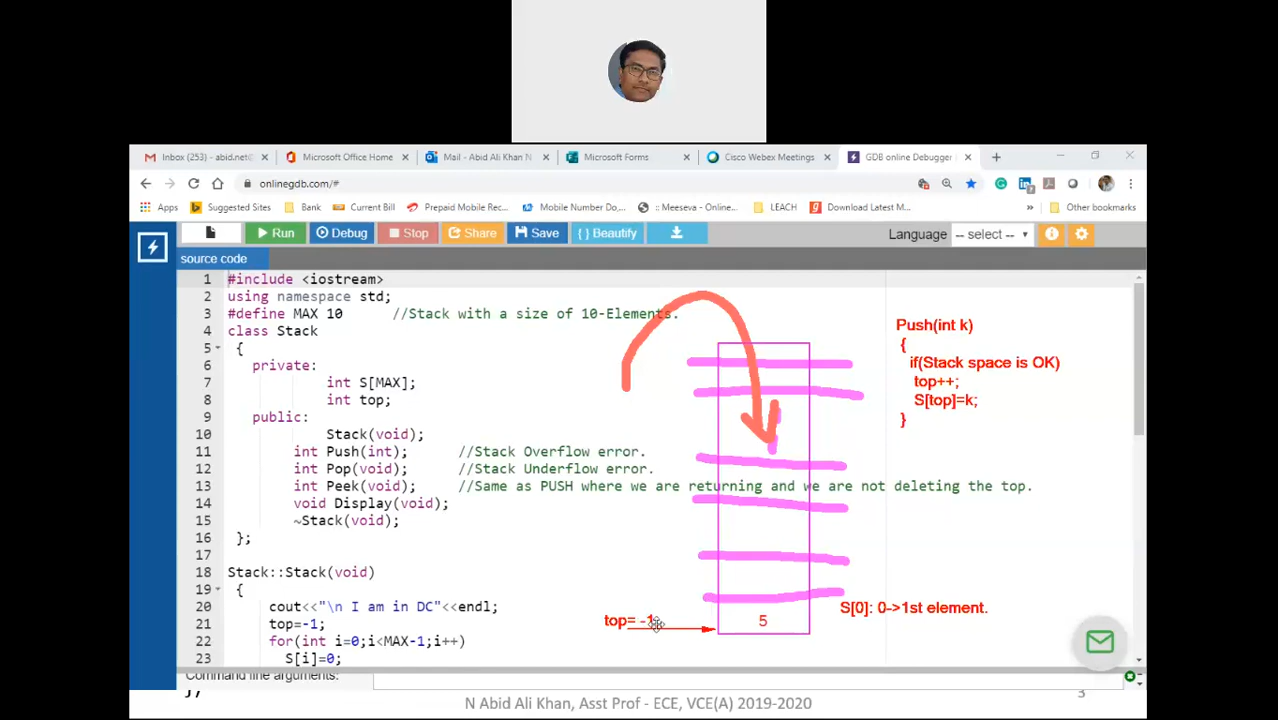 Inbox (253) - abid.net@
Microsoft Office Home
Mail - Abid Ali Khan N
Microsoft Forms
Cisco Webex Meetings
GDB online Debugger |
onlinegdb.com/#
Apps
Suggested Sites
Bank
Current Bill
Prepaid Mobile Rec...
Mobile Number Do,...
:: Meeseva - Online...
LEACH
Download Latest M...
»
Other bookmarks
Run
Debug
Stop
Share
Save
{ } Beautify
Language
-- select --
source code
1 #include <iostream>
2 using namespace std;
3 #define MAX 10 //Stack with a size of 10-Elements.
4 class Stack
5 {
6 private:
7 int S[MAX];
8 int top;
9 public:
10 Stack(void);
11 int Push(int); //Stack Overflow error.
12 int Pop(void); //Stack Underflow error.
13 int Peek(void); //Same as PUSH where we are returning and we are not deleting the top.
14 void Display(void);
15 ~Stack(void);
16 };
17
18 Stack::Stack(void)
19 {
20 cout<<"\n I am in DC"<<endl;
21 top=-1;
22 for(int i=0;i<MAX-1;i++)
23 S[i]=0;
Push(int k)
{
if(Stack space is OK)
top++;
S[top]=k;
}
S[0]: 0->1st element.
top= -1
5
Command line arguments:
N Abid Ali Khan, Asst Prof - ECE, VCE(A) 2019-2020
3